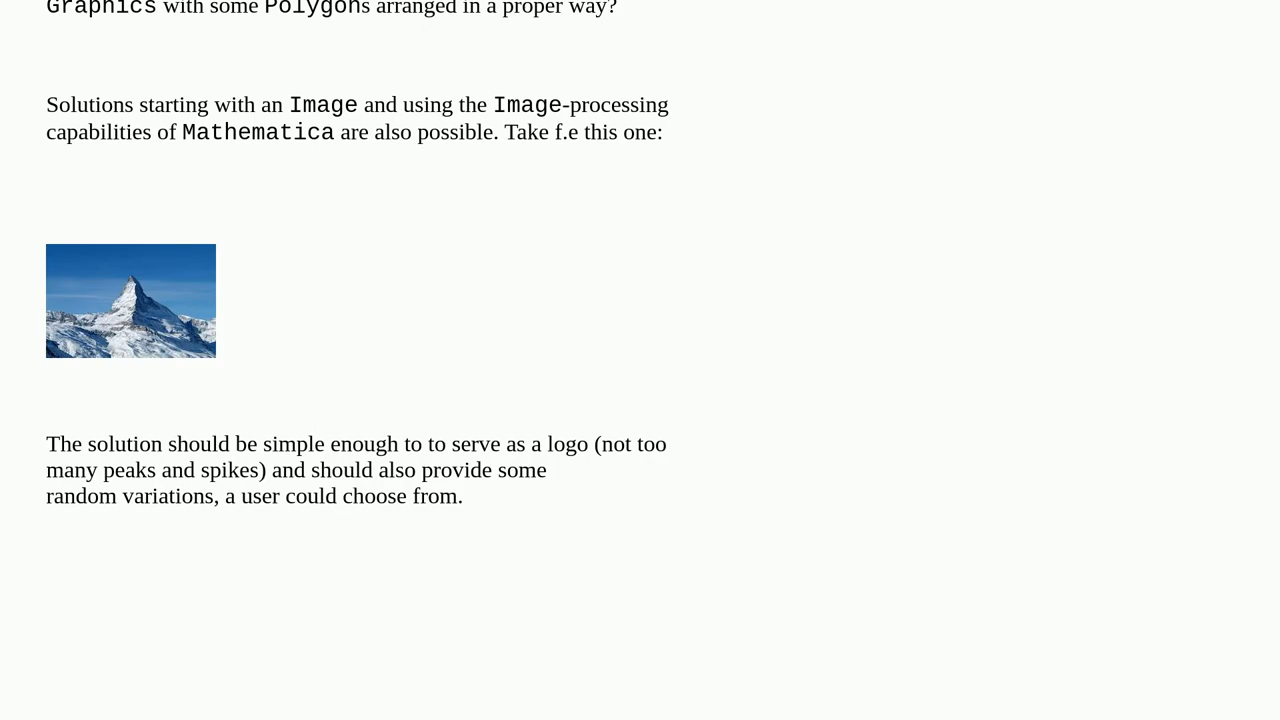 Graphics with some Polygons arranged in a proper way?
Solutions starting with an Image and using the Image-processing
capabilities of Mathematica are also possible. Take f.e this one:
The solution should be simple enough to to serve as a logo (not too
many peaks and spikes) and should also provide some
random variations, a user could choose from.